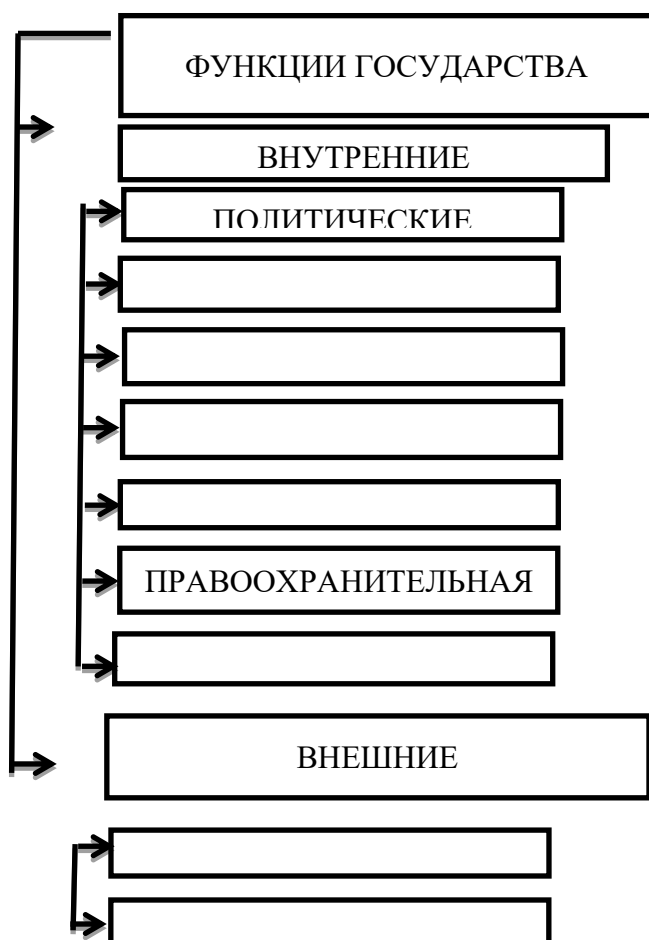 ФУНКЦИИ ГОСУДАРСТВА
ВНУТРЕННИЕ
ПОЛИТИЧЕСКИЕ
ПРАВООХРАНИТЕЛЬНАЯ
ВНЕШНИЕ